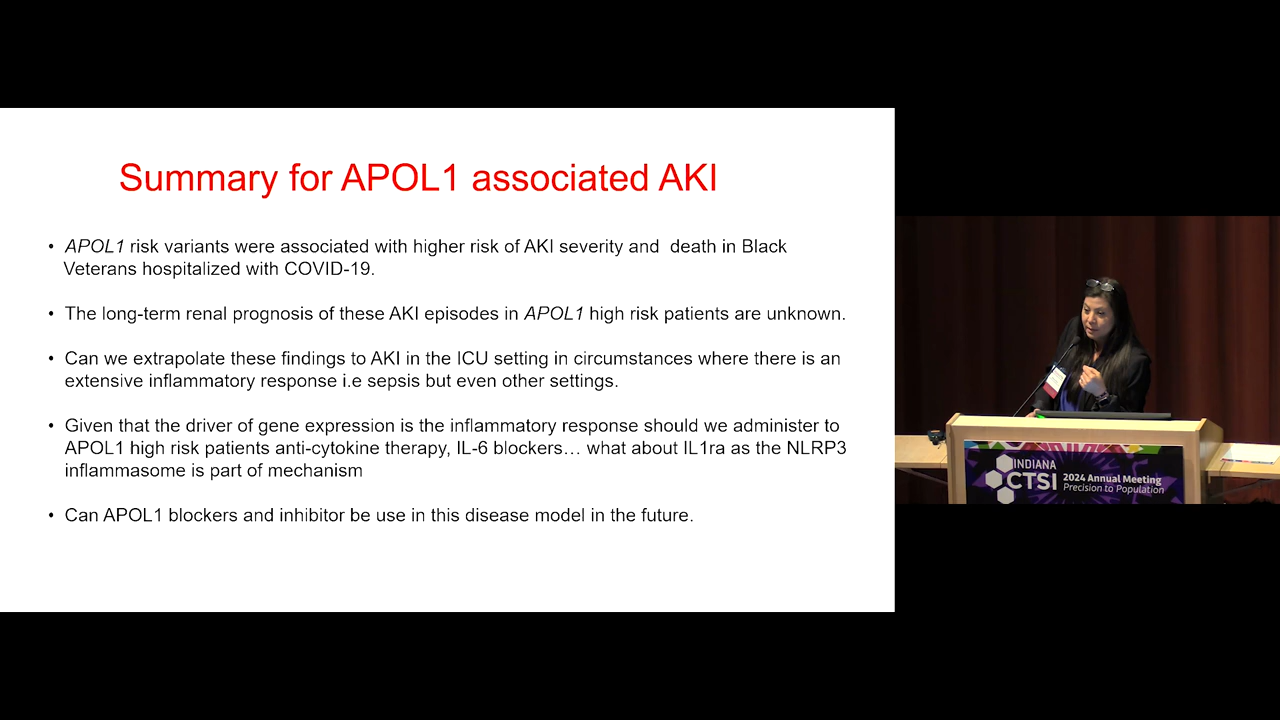 Summary for APOL1 associated AKI
• APOL1 risk variants were associated with higher risk of AKI severity and death in Black
Veterans hospitalized with COVID-19.
• The long-term renal prognosis of these AKI episodes in APOL1 high risk patients are unknown.
• Can we extrapolate these findings to AKI in the ICU setting in circumstances where there is an
extensive inflammatory response i.e sepsis but even other settings.
• Given that the driver of gene expression is the inflammatory response should we administer to
APOL1 high risk patients anti-cytokine therapy, IL-6 blockers… what about IL1ra as the NLRP3
inflammasome is part of mechanism
• Can APOL1 blockers and inhibitor be use in this disease model in the future.
INDIANA
CTSI
2024 Annual Meeting
Precision to Population